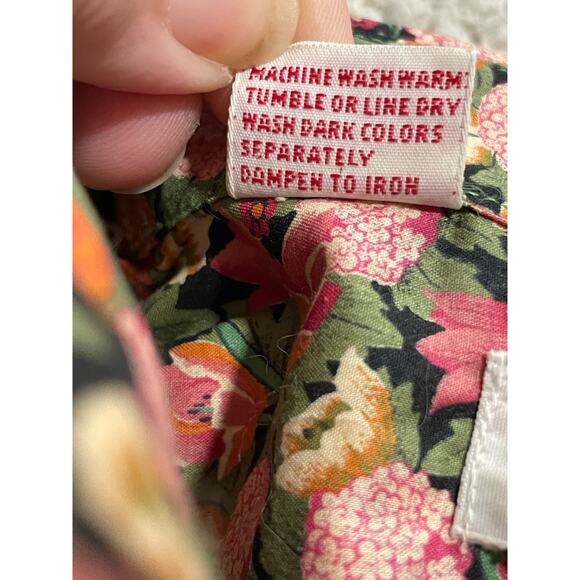 MACHINE WASH WARM
TUMBLE OR LINE DRY
WASH DARK COLORS
SEPARATELY
DAMPEN TO IRON